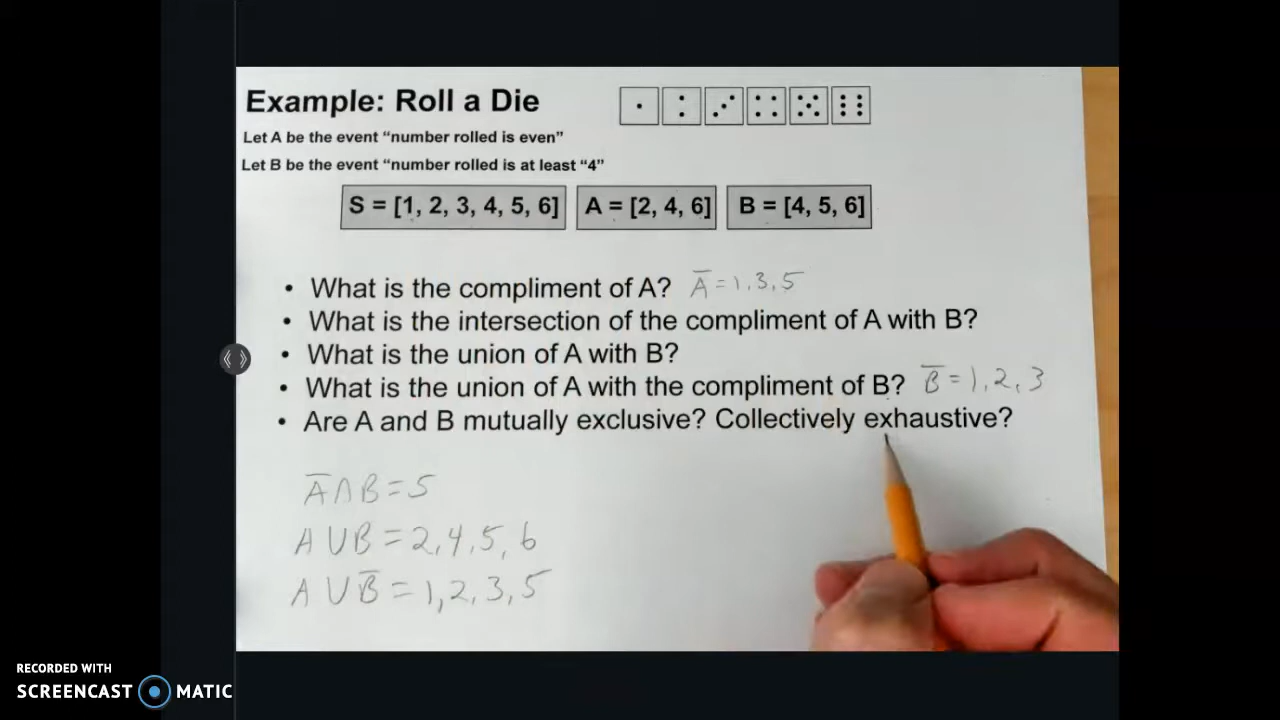 Example: Roll a Die
Let A be the event “number rolled is even”
Let B be the event “number rolled is at least “4”
S = [1, 2, 3, 4, 5, 6] A = [2, 4, 6] B = [4, 5, 6]
• What is the compliment of A? A̅ = 1, 3, 5
• What is the intersection of the compliment of A with B?
• What is the union of A with B?
• What is the union of A with the compliment of B? B̅ = 1, 2, 3
• Are A and B mutually exclusive? Collectively exhaustive?
A̅ ∩ B = 5
A ∪ B = 2, 4, 5, 6
A ∪ B̅ = 1, 2, 3, 5
RECORDED WITH
SCREENCAST MATIC